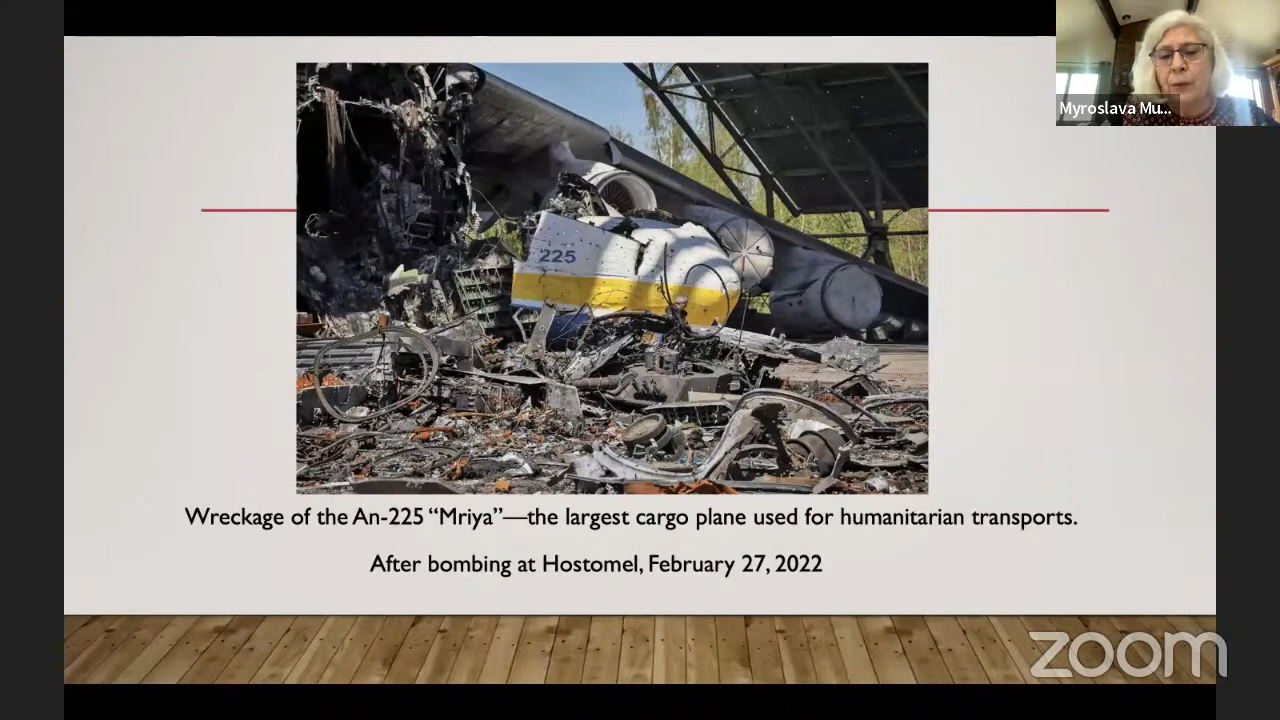 Myroslava Mu...
225
Wreckage of the An-225 “Mriya”—the largest cargo plane used for humanitarian transports.
After bombing at Hostomel, February 27, 2022
zoom